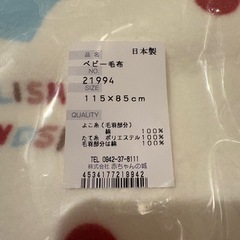 品名
日本製
ベビー毛布
NO.
21994
SIZE
115×85cm
よこ糸(毛羽部分)
綿 100%
たて糸 ポリエステル 100%
毛羽部分は綿 100%
TEL 0942-37-8111
株式会社 赤ちゃんの城
4534177219942